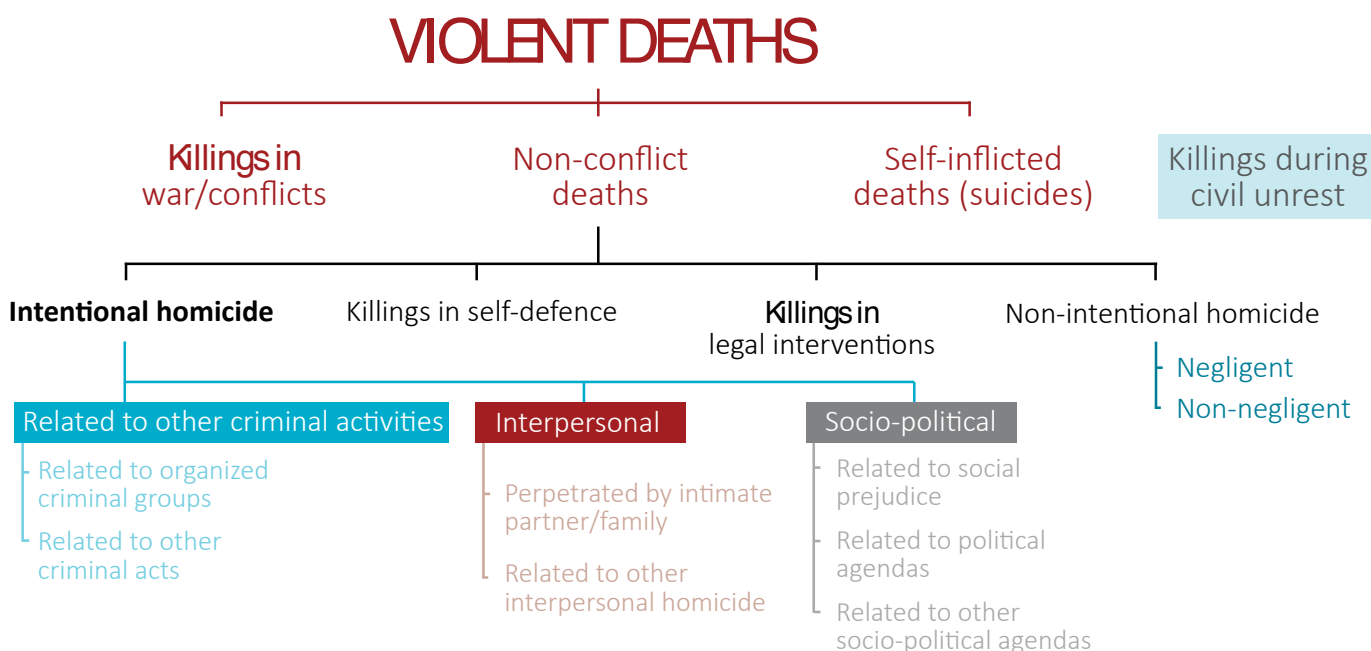 VIOLENT DEATHS
Killings in
war/conflicts
Non-conflict
deaths
Self-inflicted
deaths (suicides)
Killings during
civil unrest
Intentional homicide
Killings in self-defence
Killings in
legal interventions
Non-intentional homicide
Negligent
Non-negligent
Related to other criminal activities
Related to organized
criminal groups
Related to other
criminal acts
Interpersonal
Perpetrated by intimate
partner/family
Related to other
interpersonal homicide
Socio-political
Related to social
prejudice
Related to political
agendas
Related to other
socio-political agendas